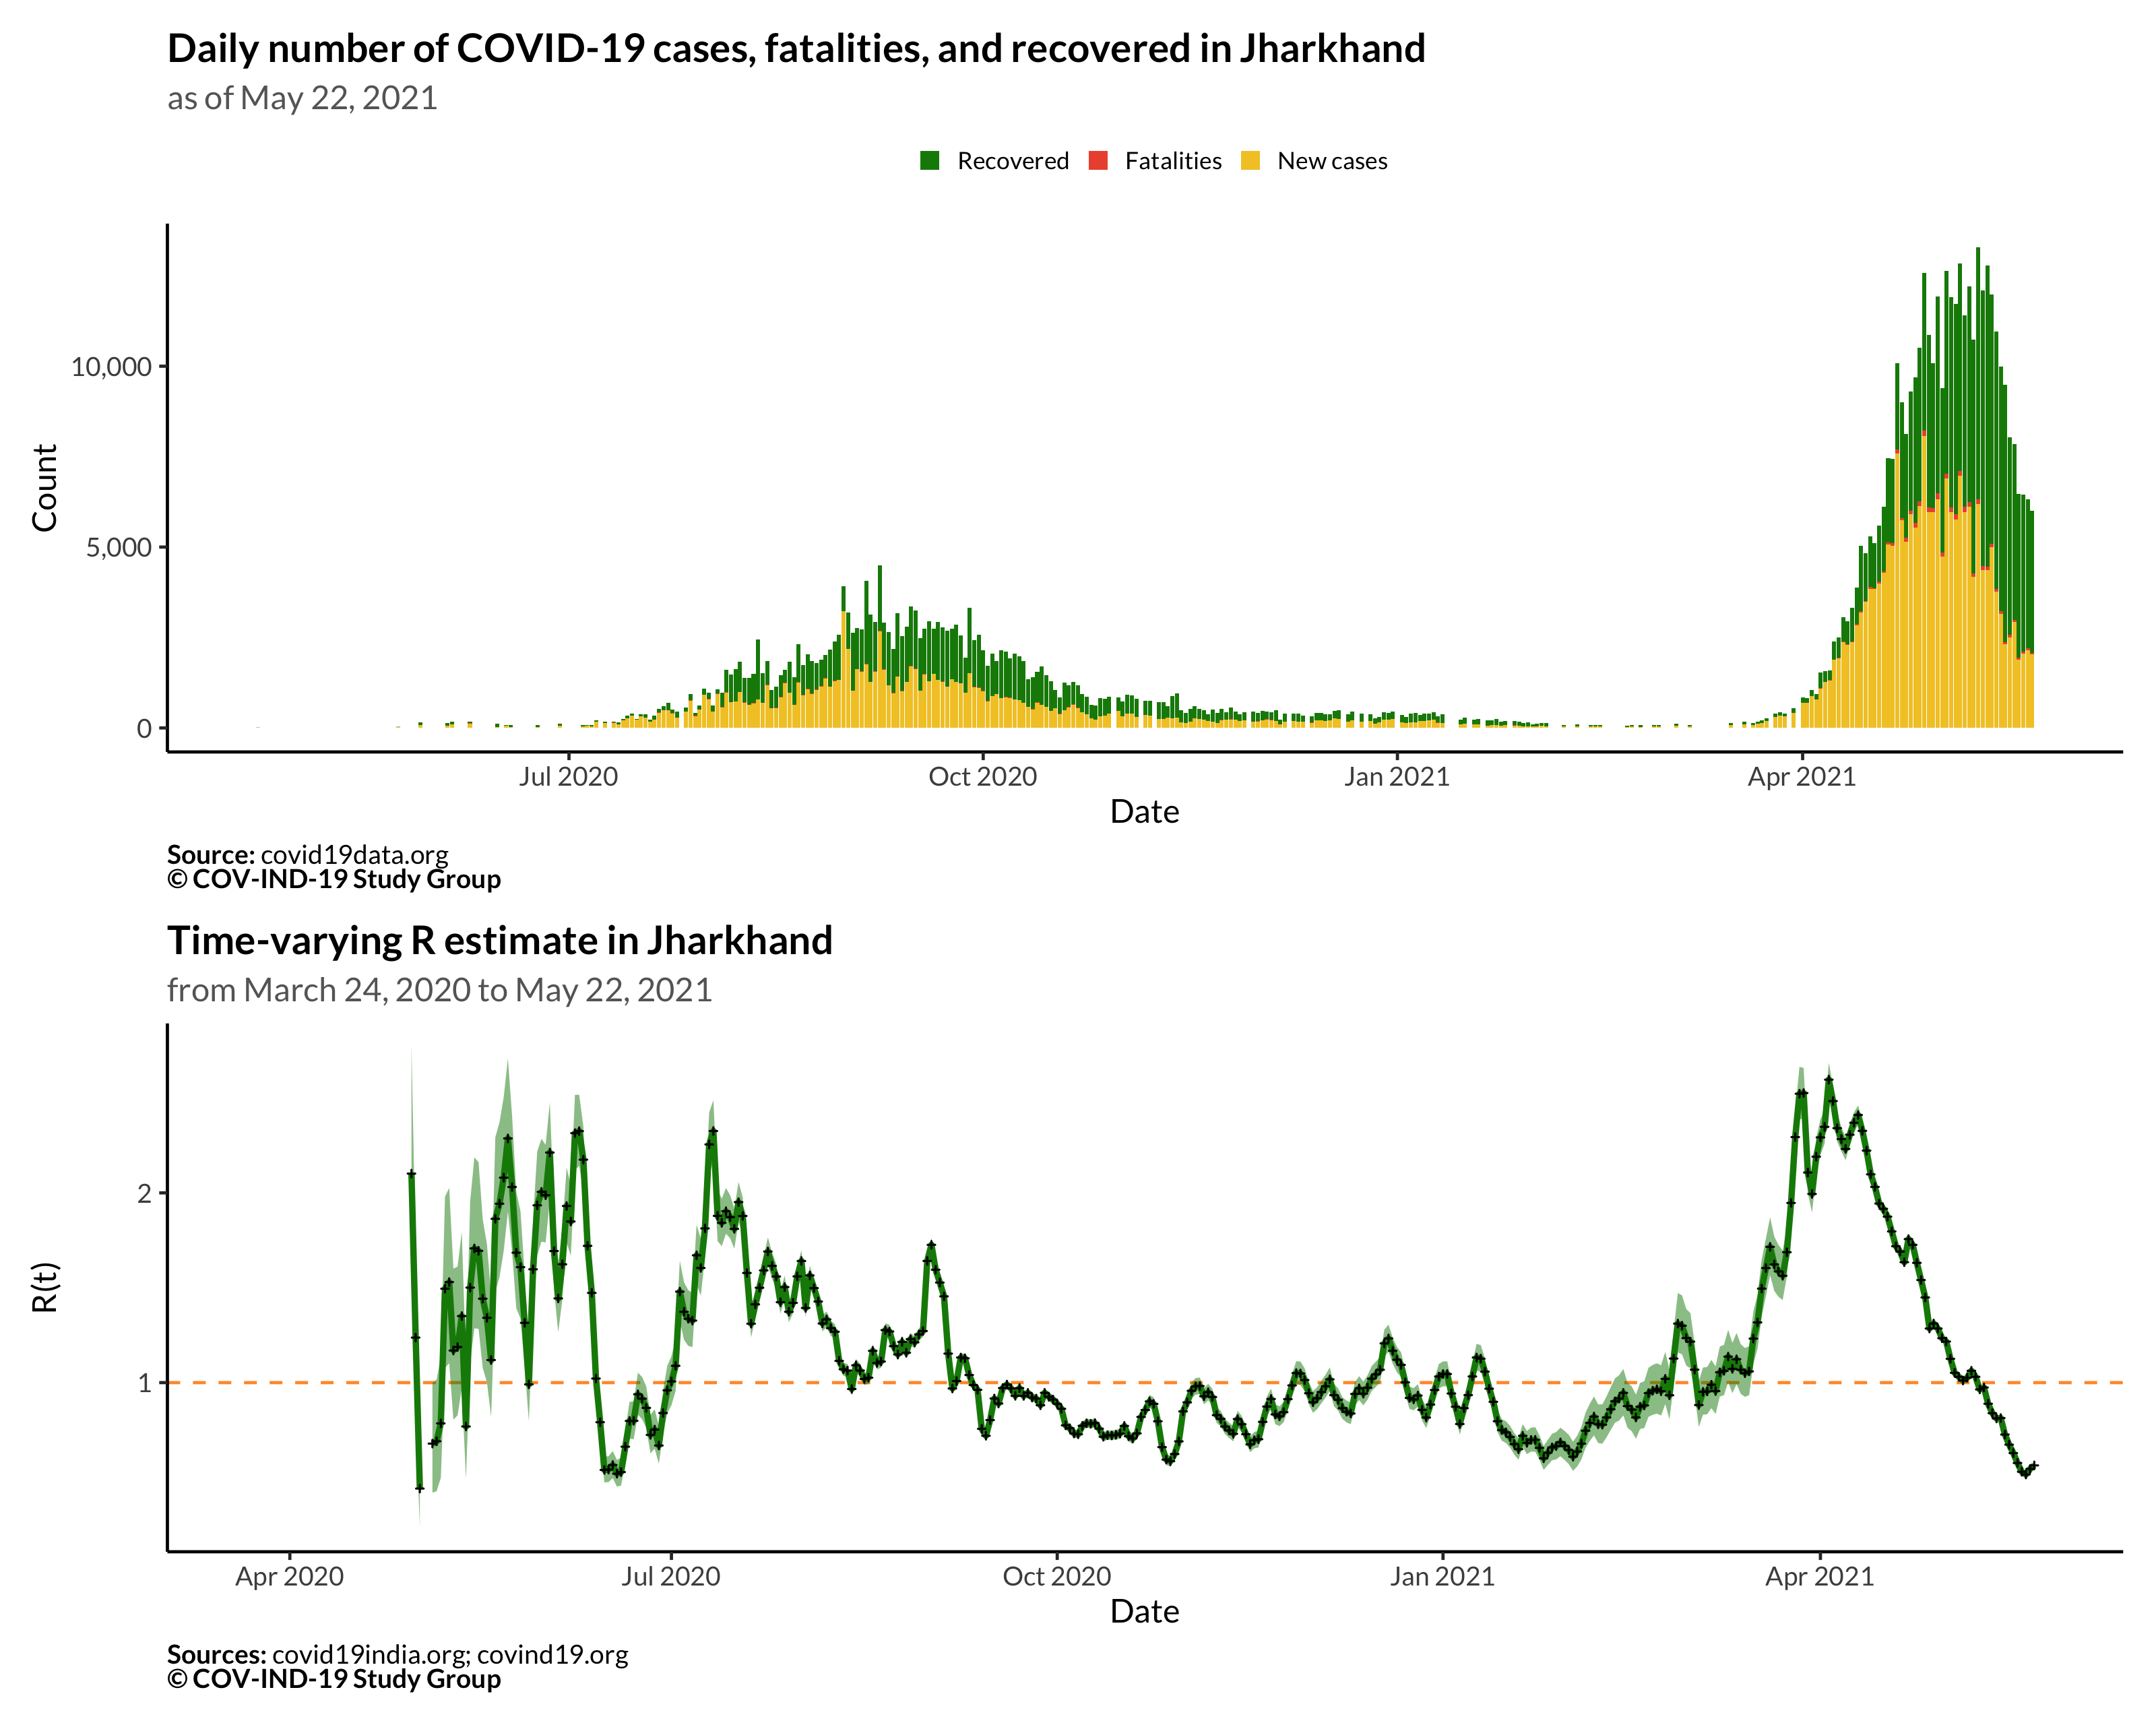 Daily number of COVID-19 cases, fatalities, and recovered in Jharkhand
as of May 22, 2021
Recovered Fatalities New cases
Count
10,000
5,000
0
Jul 2020 Oct 2020 Jan 2021 Apr 2021
Date
Source: covid19data.org
© COV-IND-19 Study Group
Time-varying R estimate in Jharkhand
from March 24, 2020 to May 22, 2021
R(t)
2
1
Apr 2020 Jul 2020 Oct 2020 Jan 2021 Apr 2021
Date
Sources: covid19india.org; covind19.org
© COV-IND-19 Study Group